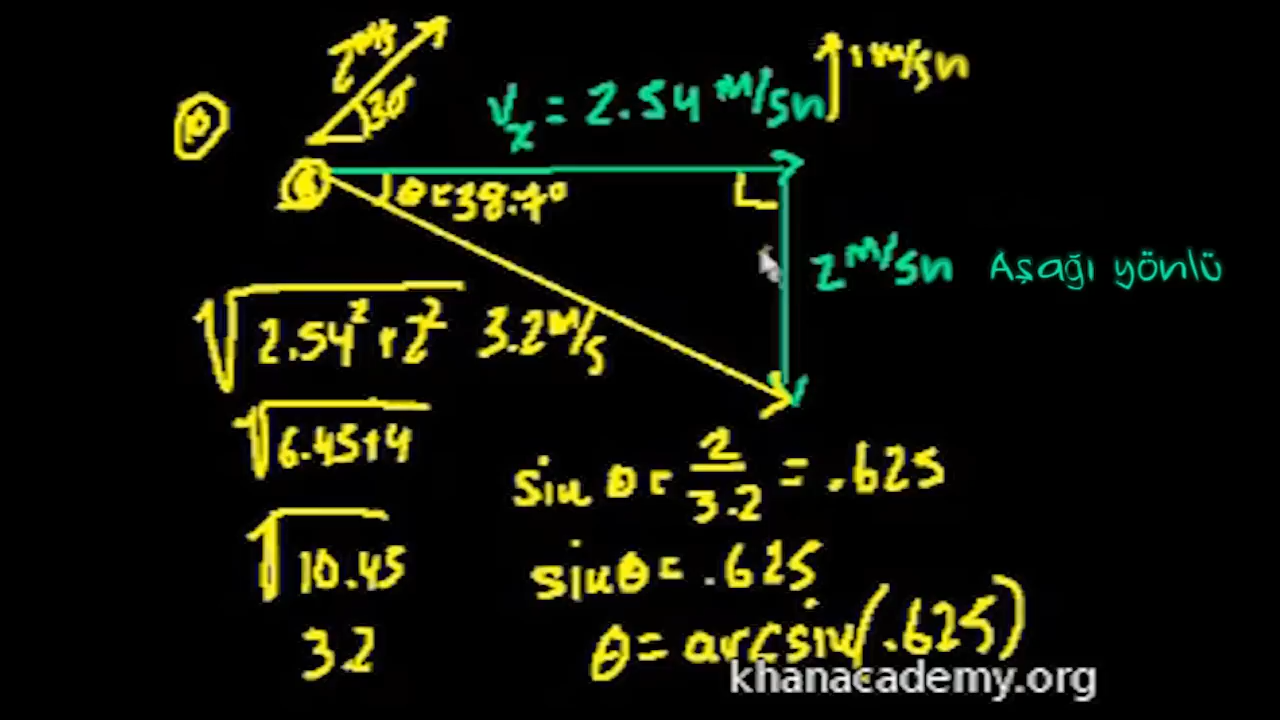 2 m/s
30°
b
Vx = 2.54 m/sn
1 m/sn
θ = 38.7°
2 m/sn Aşağı yönlü
√2.54² + 2² 3.2 m/s
√6.45+4
sin θ = 2/3.2 = .625
√10.45
sin θ = .625
3.2
θ = arcsin(.625)
khanacademy.org